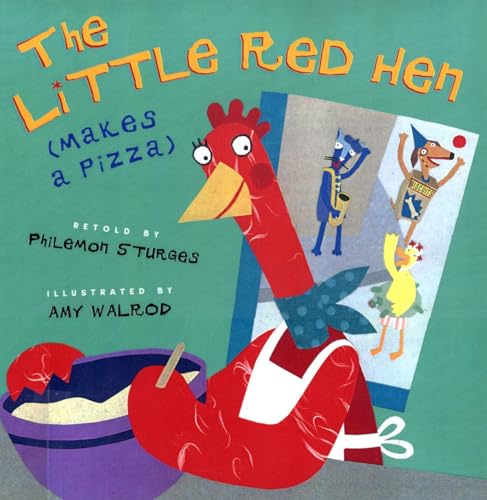 The
LiTTLE RED Hen
(Makes
a Pizza)
RETOLD BY
PhiLemon STurges
ILLUSTRATED BY
AMY WALROD